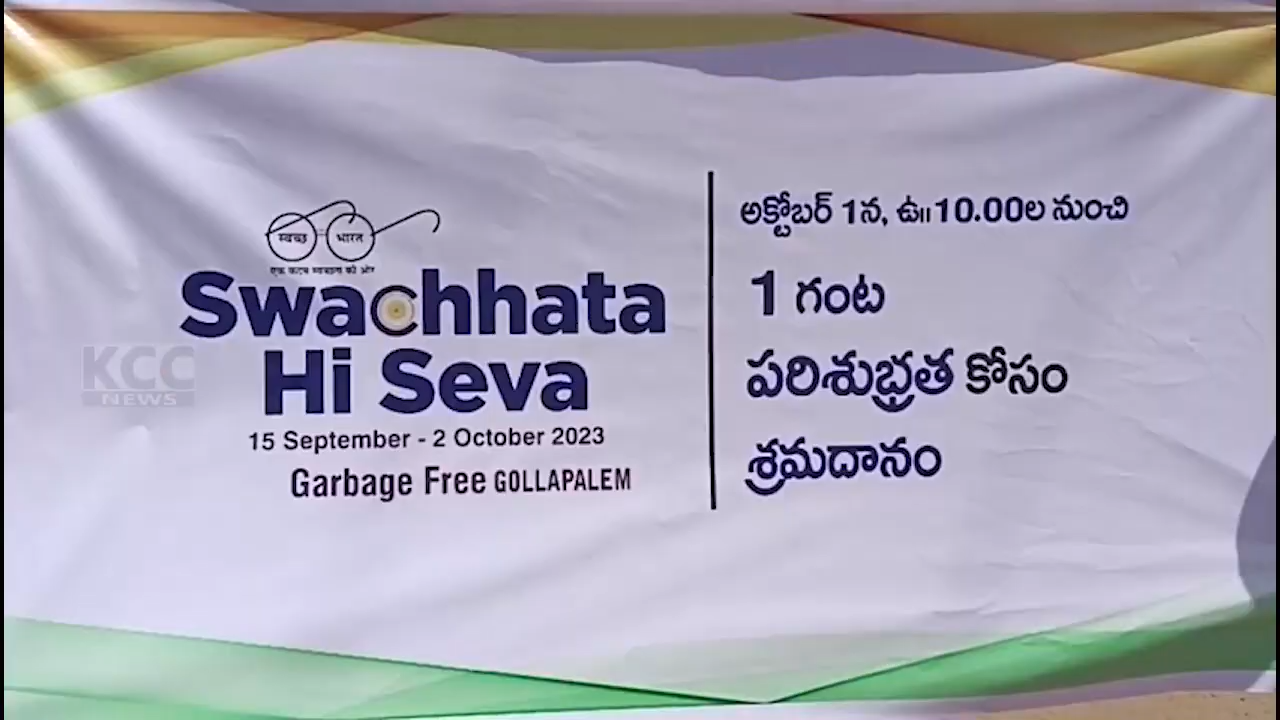 स्वच्छ भारत
एक कदम स्वच्छता की ओर
Swachhata
Hi Seva
15 September - 2 October 2023
Garbage Free GOLLAPALEM
అక్టోబర్ 1న, ఉ॥10.00ల నుంచి
1 గంట
పరిశుభ్రత కోసం
శ్రమదానం
KCC
NEWS